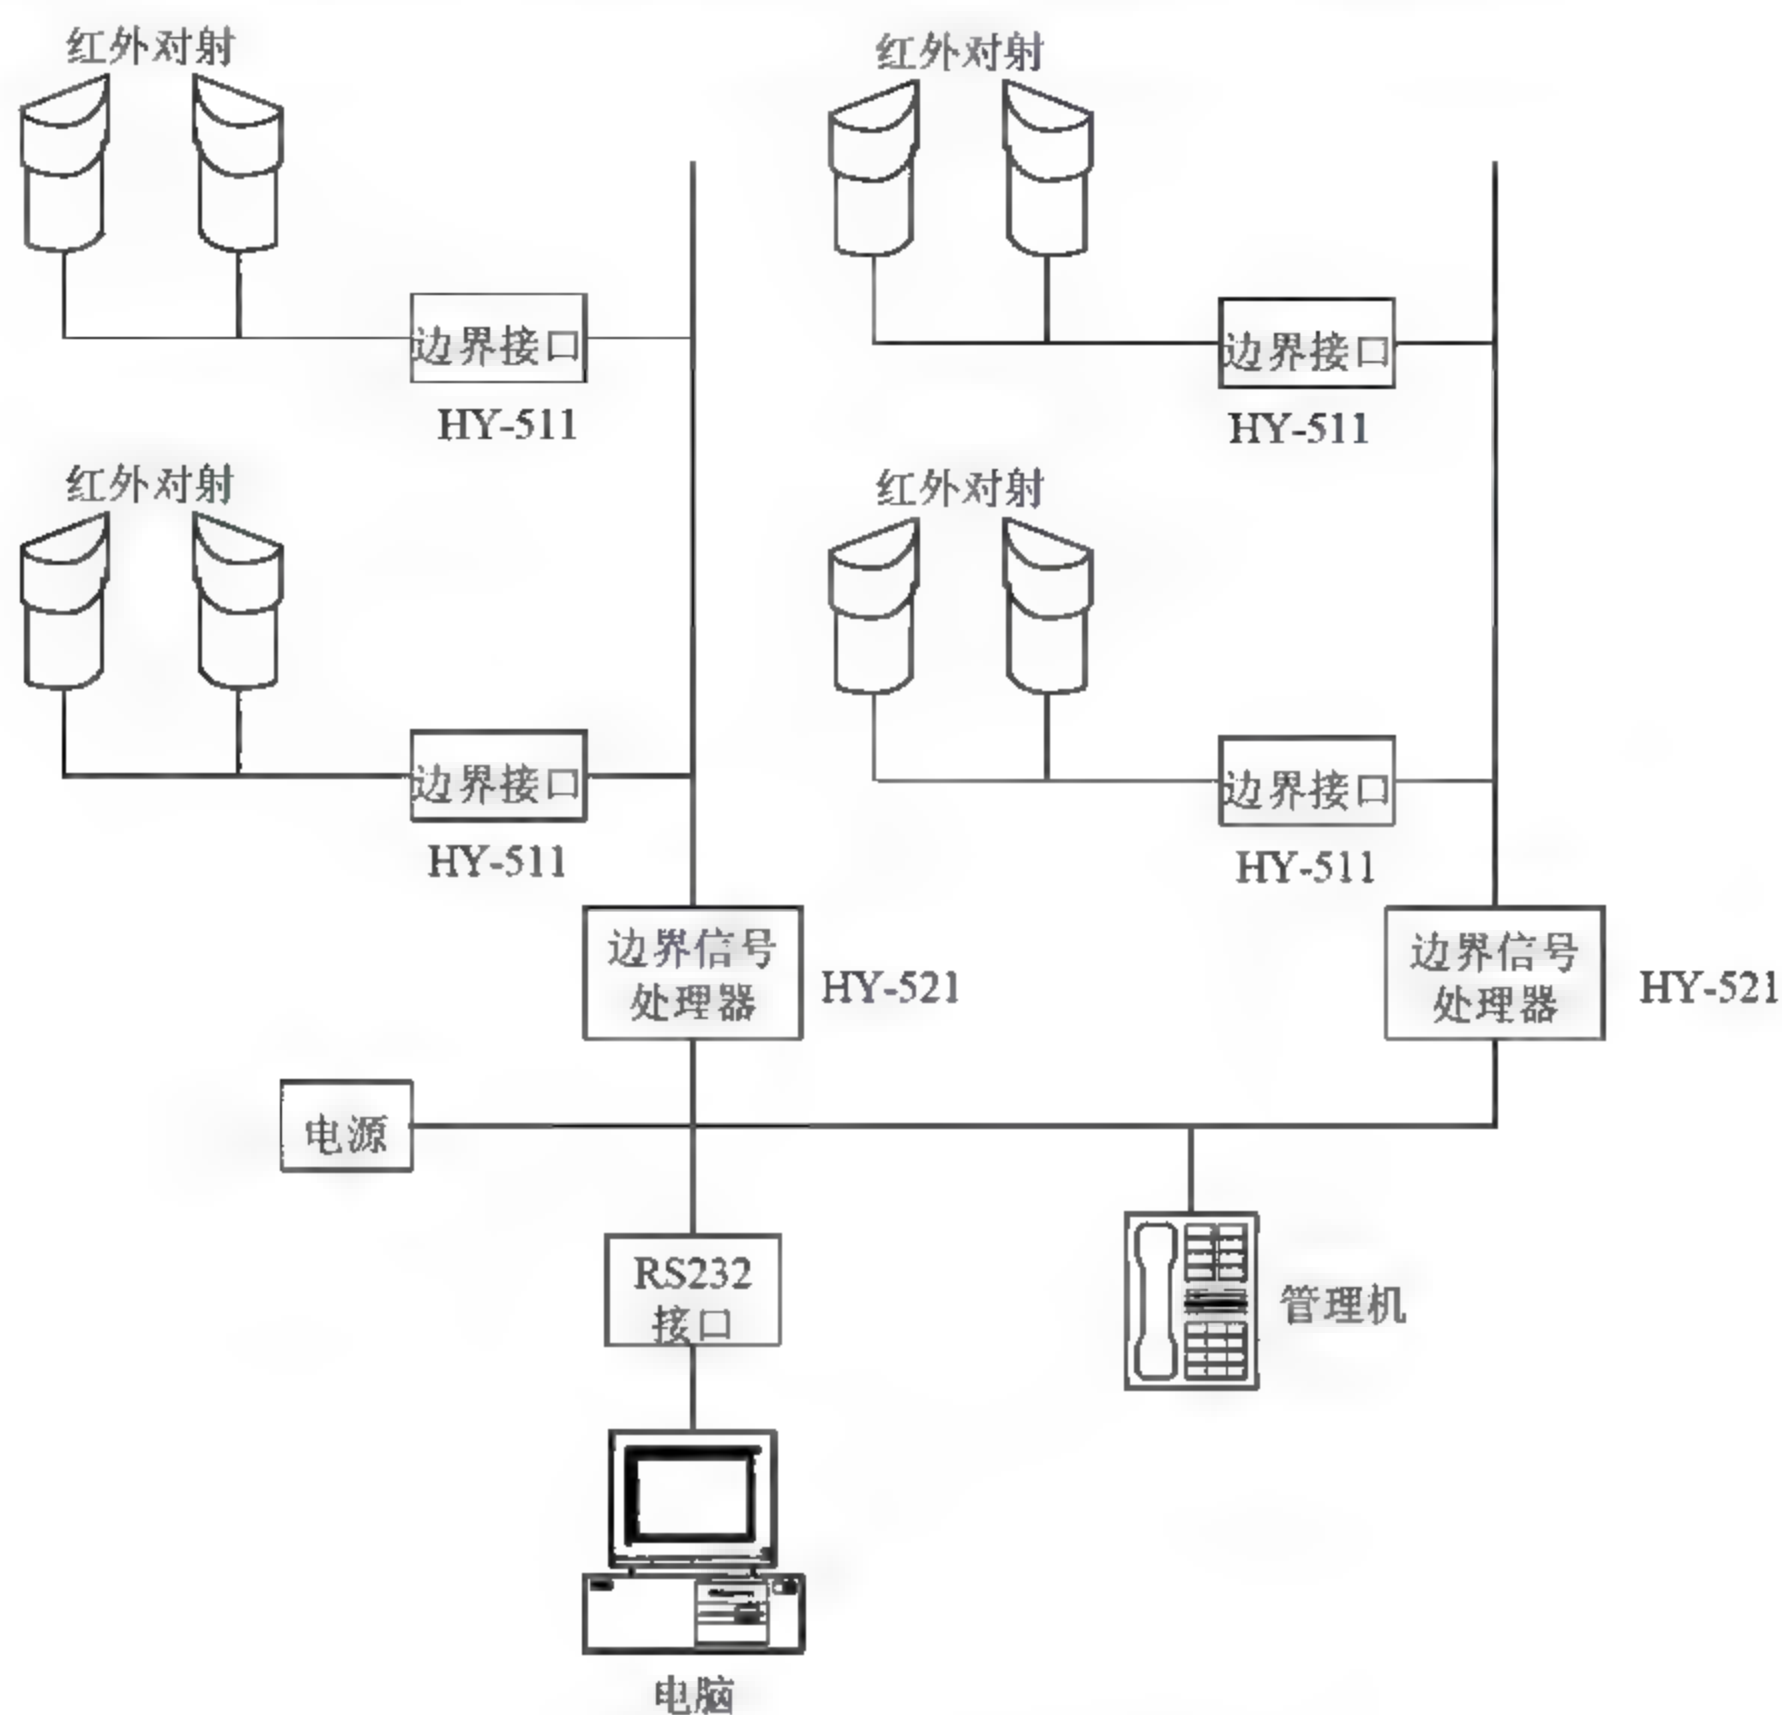 红外对射
红外对射
边界接口
边界接口
HY-511
HY-511
红外对射
红外对射
边界接口
边界接口
HY-511
HY-511
边界信号
处理器
HY-521
边界信号
处理器
HY-521
电源
RS232
接口
管理机
电脑